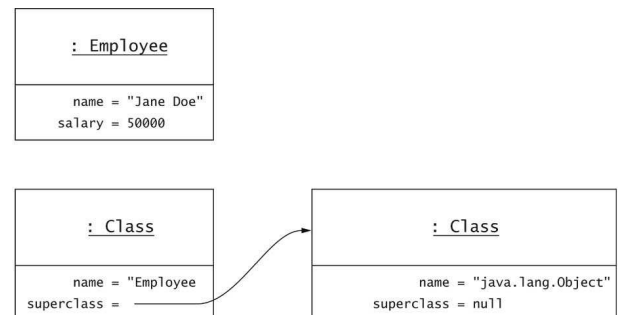 : Employee
name = "Jane Doe"
salary = 50000
: Class
name = "Employee
superclass =
: Class
name = "java.lang.Object"
superclass = null